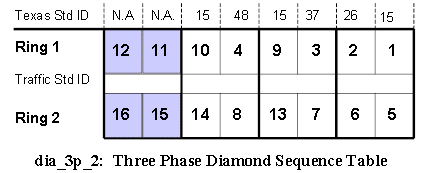 Texas Std ID N.A N.A. 15 48 15 37 26 15
Ring 1 12 11 10 4 9 3 2 1
Traffic Std ID
Ring 2 16 15 14 8 13 7 6 5
dia_3p_2: Three Phase Diamond Sequence Table